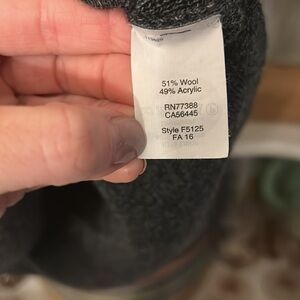 51% Wool
49% Acrylic
RN77388
CA56445
Style F5125
FA 16